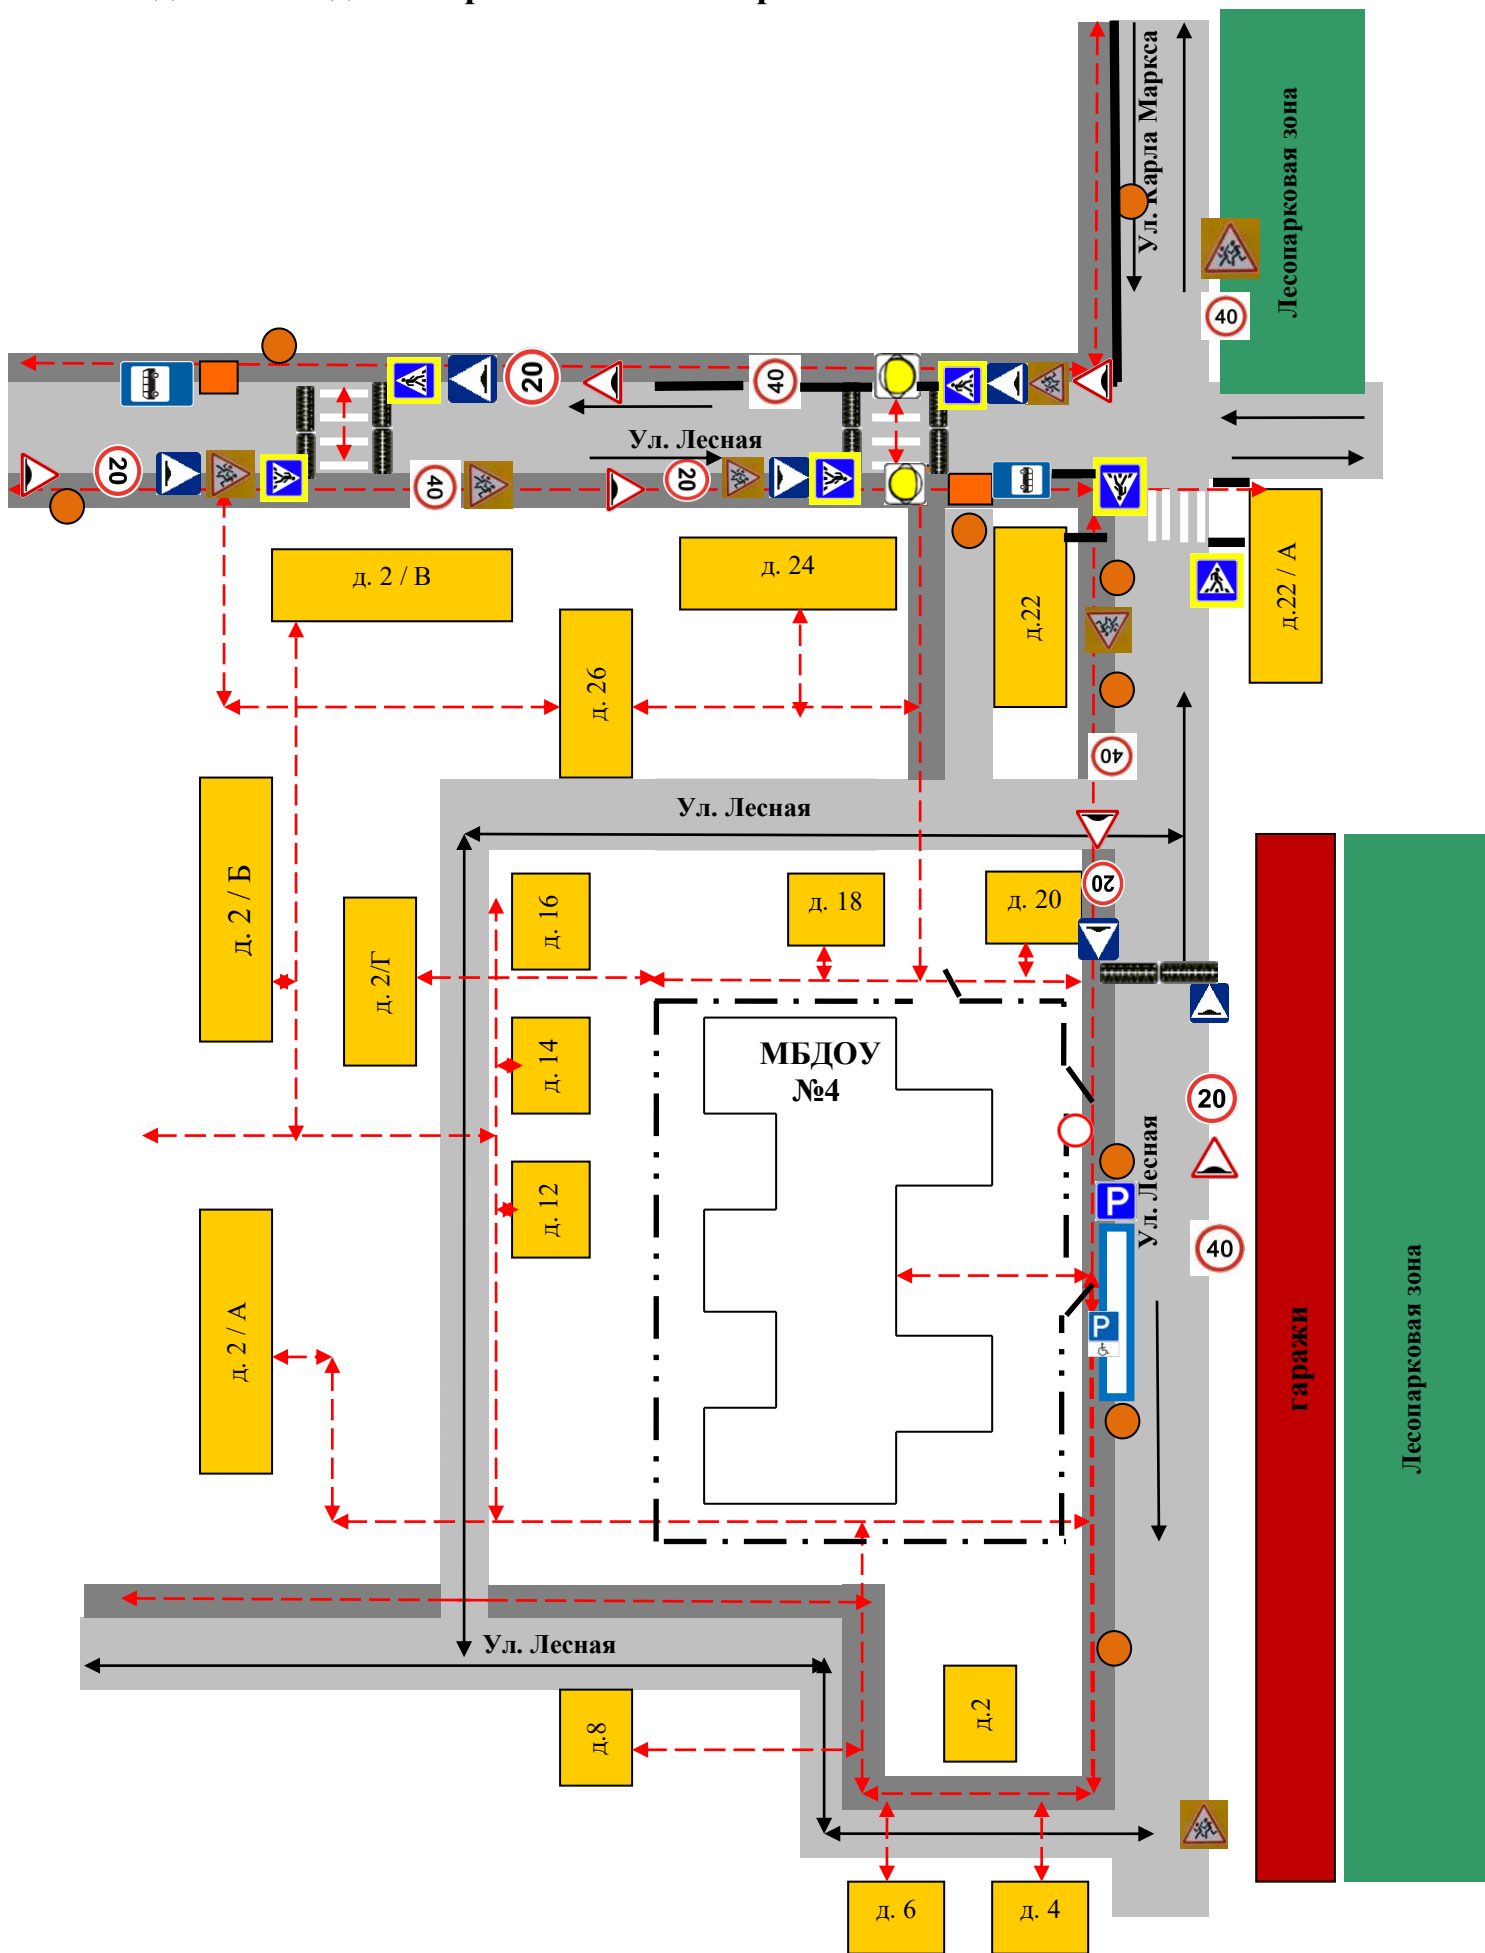 Ул. Карла Маркса
Лесопарковая зона
40
20
40
Ул. Лесная
20
40
20
д. 2 / В
д. 24
д.22
д.22 / А
д. 26
40
Ул. Лесная
20
д. 2 / Б
д. 2/Г
д. 16
д. 18
д. 20
МБДОУ
№4
д. 14
20
д. 12
P
Ул. Лесная
40
д. 2 / А
P
гаражи
Лесопарковая зона
Ул. Лесная
д.8
д.2
д. 6
д. 4